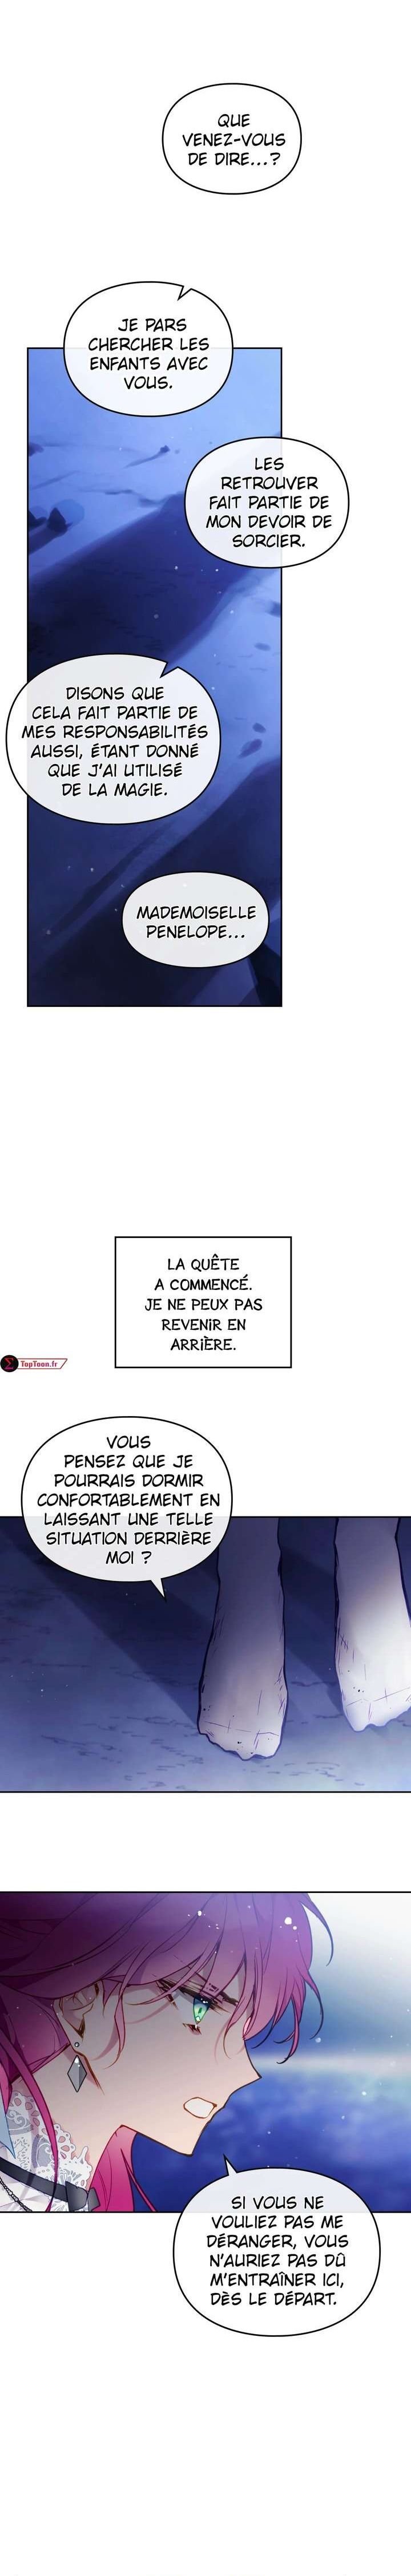 QUE
VENEZ-VOUS
DE DIRE...?
JE PARS
CHERCHER LES
ENFANTS AVEC
VOUS.
LES
RETROUVER
FAIT PARTIE DE
MON DEVOIR DE
SORCIER.
DISONS QUE
CELA FAIT PARTIE DE
MES RESPONSABILITÉS
AUSSI, ÉTANT DONNÉ
QUE J'AI UTILISÉ
DE LA MAGIE.
MADEMOISELLE
PENELOPE...
LA QUÊTE
A COMMENCÉ.
JE NE PEUX PAS
REVENIR EN
ARRIÈRE.
TopToon.fr
VOUS
PENSEZ QUE JE
POURRAIS DORMIR
CONFORTABLEMENT EN
LAISSANT UNE TELLE
SITUATION DERRIÈRE
MOI ?
SI VOUS NE
VOULIEZ PAS ME
DÉRANGER, VOUS
N'AURIEZ PAS DÛ
M'ENTRAÎNER ICI,
DÈS LE DÉPART.